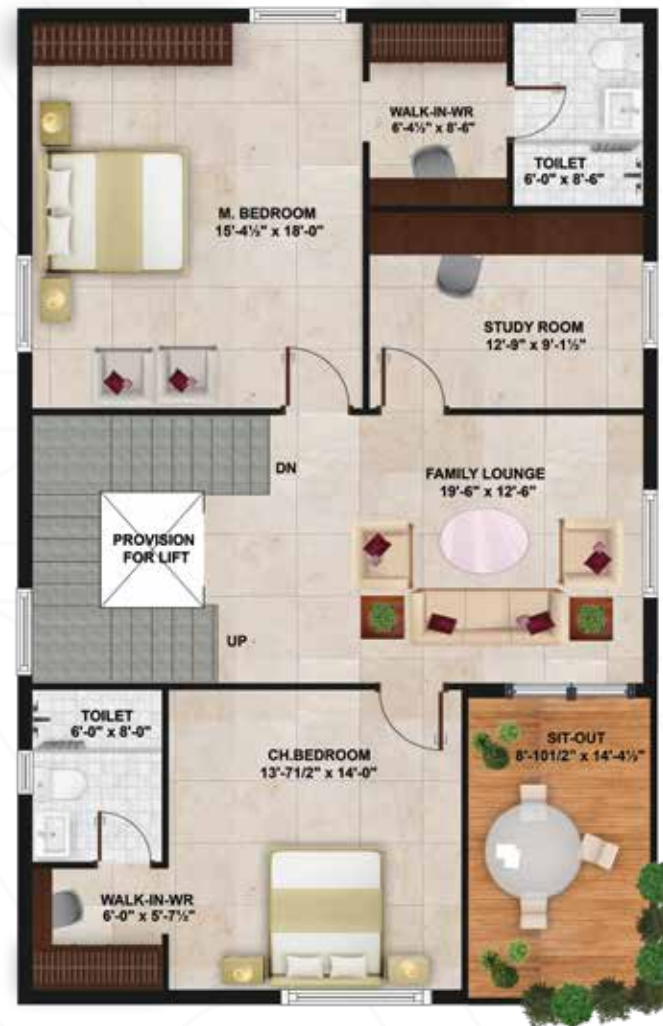 WALK-IN-WR
6'-4½" x 8'-6"
TOILET
6'-0" x 8'-6"
M. BEDROOM
15'-4½" x 18'-0"
STUDY ROOM
12'-9" x 9'-1½"
DN
FAMILY LOUNGE
19'-6" x 12'-6"
PROVISION
FOR LIFT
UP
TOILET
6'-0" x 8'-0"
CH.BEDROOM
13'-71/2" x 14'-0"
SIT-OUT
8'-101/2" x 14'-4½"
WALK-IN-WR
6'-0" x 5'-7½"